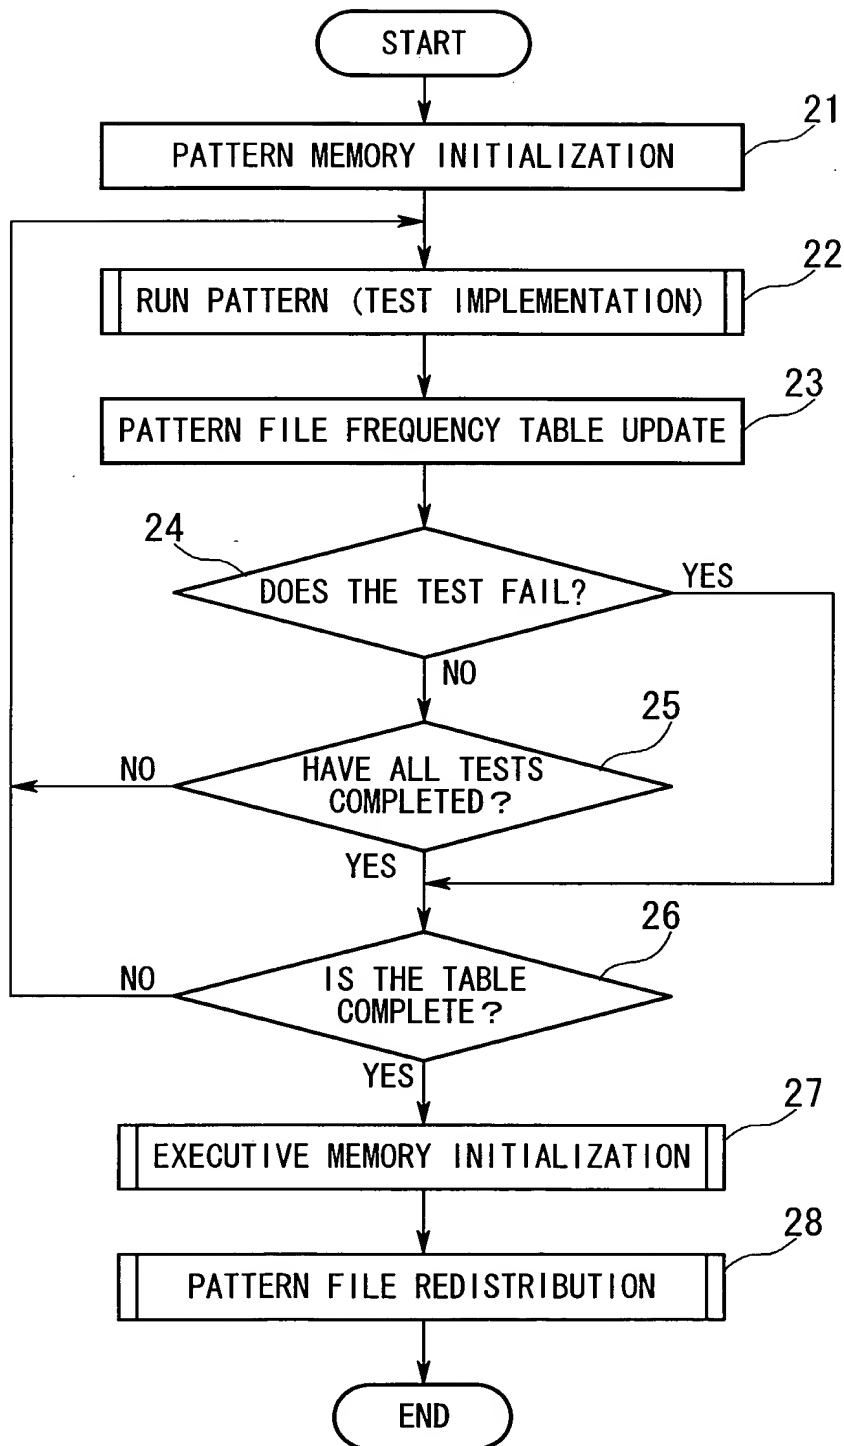 START
21
PATTERN MEMORY INITIALIZATION
22
RUN PATTERN (TEST IMPLEMENTATION)
23
PATTERN FILE FREQUENCY TABLE UPDATE
24
DOES THE TEST FAIL?
YES
NO
25
HAVE ALL TESTS
COMPLETED?
NO
YES
26
IS THE TABLE
COMPLETE?
NO
YES
27
EXECUTIVE MEMORY INITIALIZATION
28
PATTERN FILE REDISTRIBUTION
END